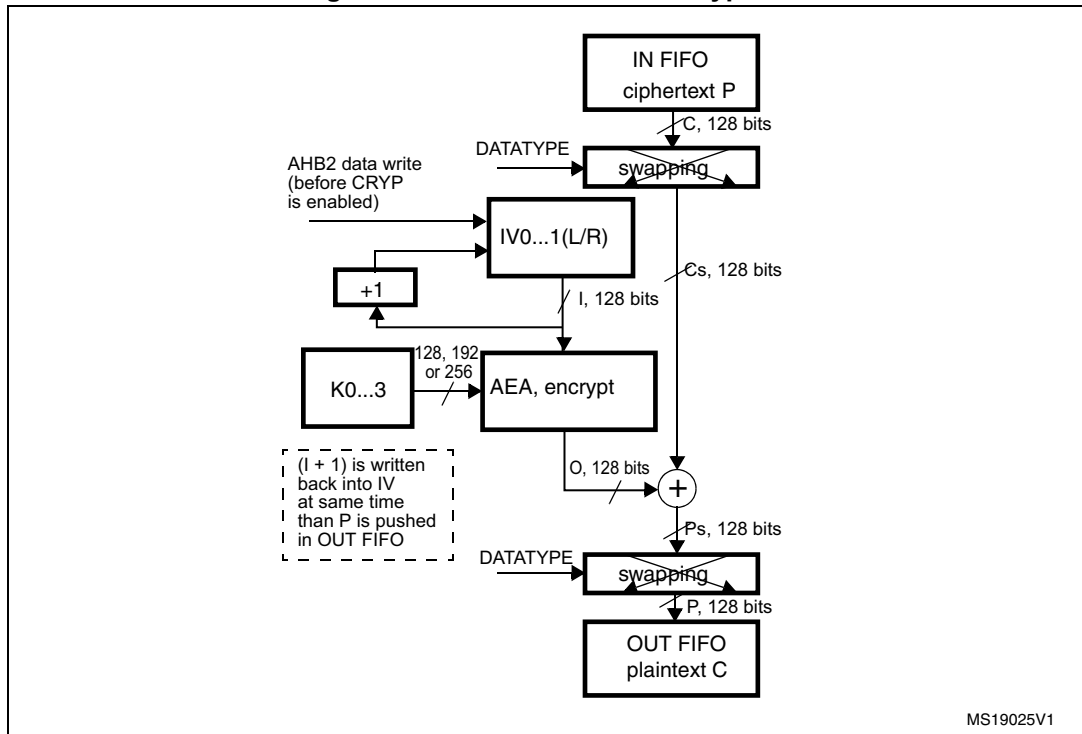 IN FIFO
ciphertext P
C, 128 bits
DATATYPE
swapping
AHB2 data write
(before CRYP
is enabled)
IV0...1(L/R)
Cs, 128 bits
+1
I, 128 bits
128, 192
or 256
K0...3
AEA, encrypt
(I + 1) is written
back into IV
at same time
than P is pushed
in OUT FIFO
O, 128 bits
+
Ps, 128 bits
DATATYPE
swapping
P, 128 bits
OUT FIFO
plaintext C
MS19025V1